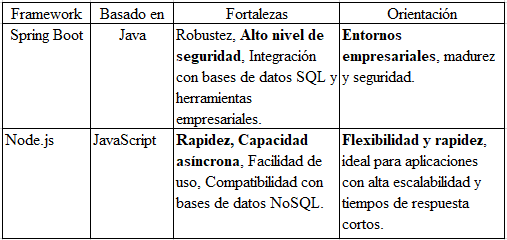 Framework Basado en Fortalezas Orientación
Spring Boot Java Robustez, Alto nivel de Entornos
seguridad, Integración empresariales, madurez
con bases de datos SQL y y seguridad.
herramientas
empresariales.
Node.js JavaScript Rapidez, Capacidad Flexibilidad y rapidez,
asíncrona, Facilidad de ideal para aplicaciones
uso, Compatibilidad con con alta escalabilidad y
bases de datos NoSQL. tiempos de respuesta
cortos.